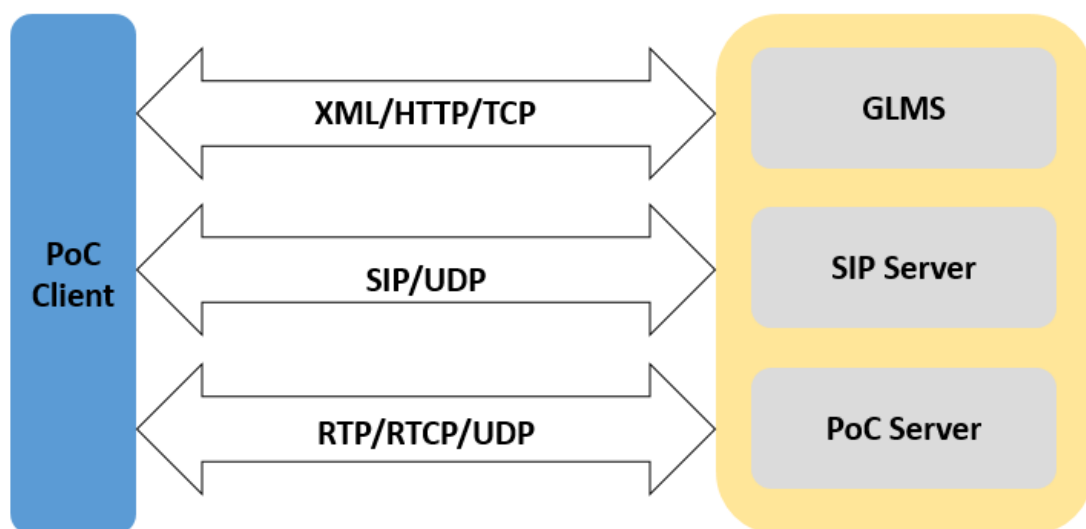 XML/HTTP/TCP
GLMS
PoC
Client
SIP/UDP
SIP Server
RTP/RTCP/UDP
PoC Server